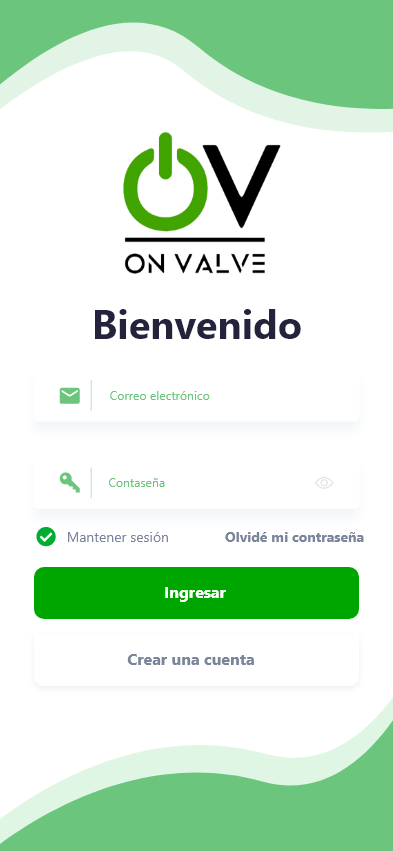 OV
ON VALVE
Bienvenido
Correo electrónico
Contaseña
Mantener sesión
Olvidé mi contraseña
Ingresar
Crear una cuenta